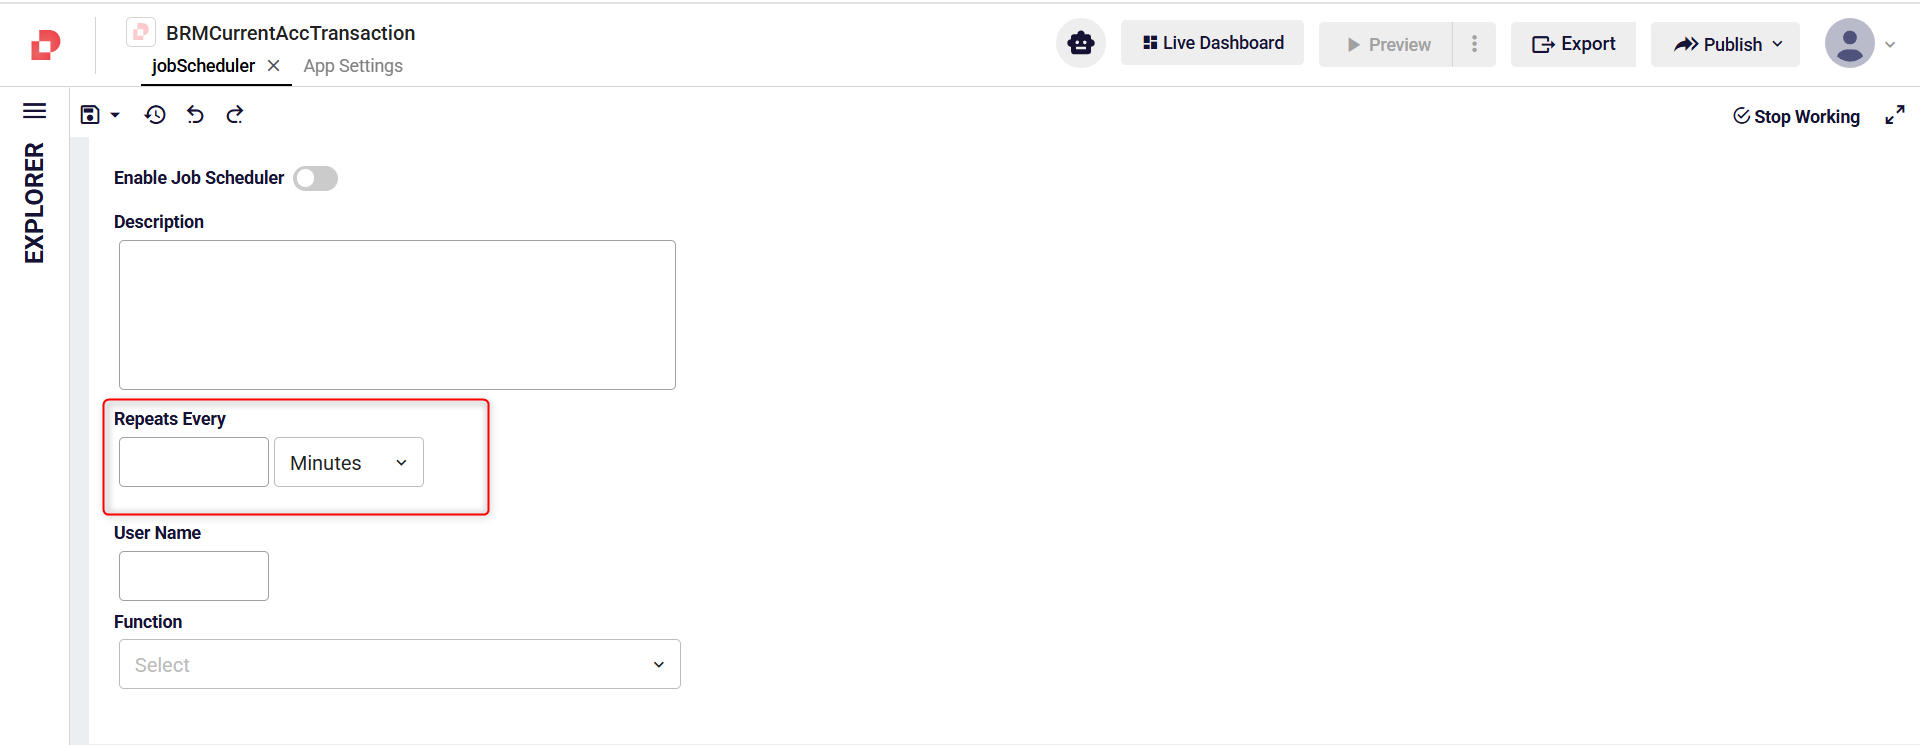 BRMCurrentAccTransaction
jobScheduler
App Settings
Live Dashboard
Preview
Export
Publish
EXPLORER
Stop Working
Enable Job Scheduler
Description
Repeats Every
Minutes
User Name
Function
Select